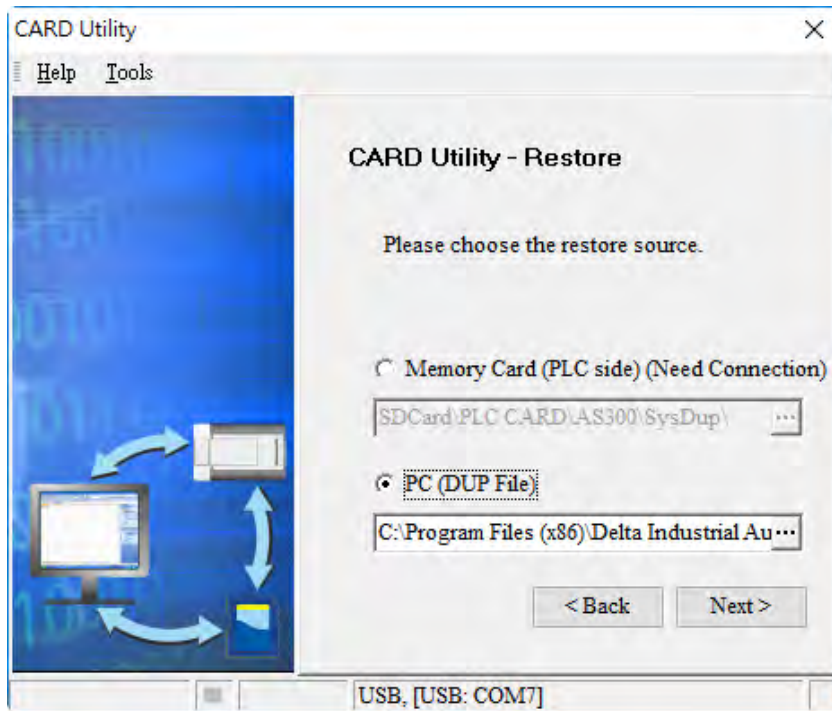 CARD Utility
Help Tools
CARD Utility - Restore
Please choose the restore source.
Memory Card (PLC side) (Need Connection)
SDCard\PLC CARD\AS300\SysDup\ ...
PC (DUP File)
C:\Program Files (x86)\Delta Industrial Au ...
< Back Next >
USB, [USB: COM7]